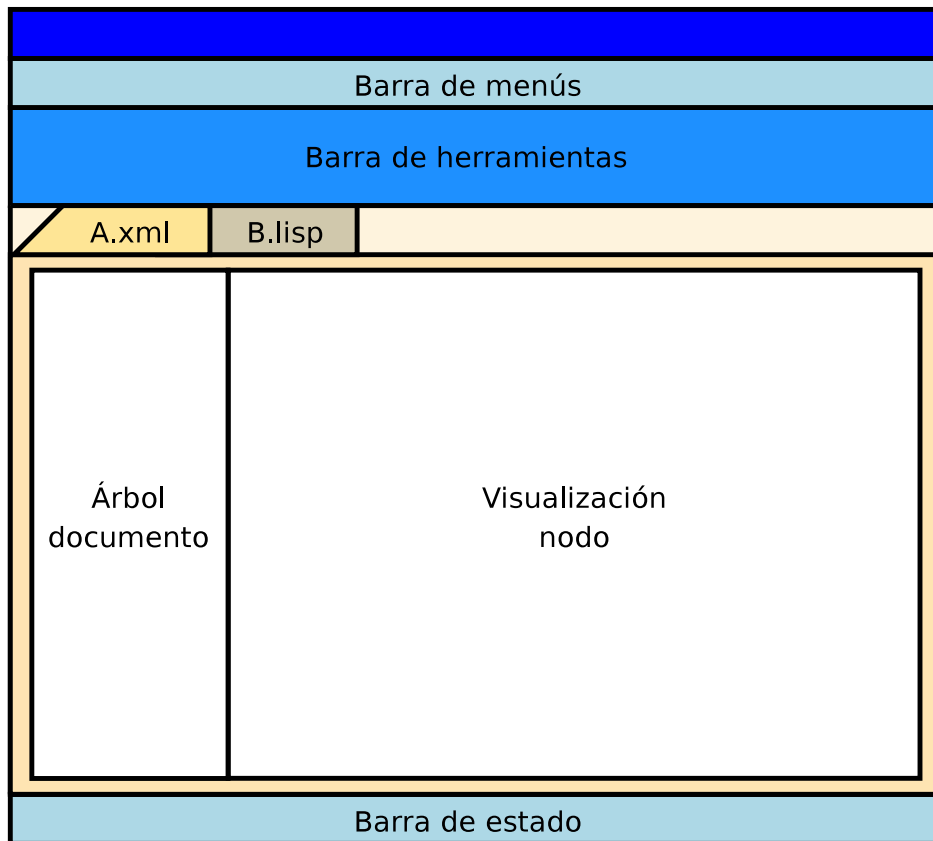 Barra de menús
Barra de herramientas
A.xml
B.lisp
Árbol
documento
Visualización
nodo
Barra de estado